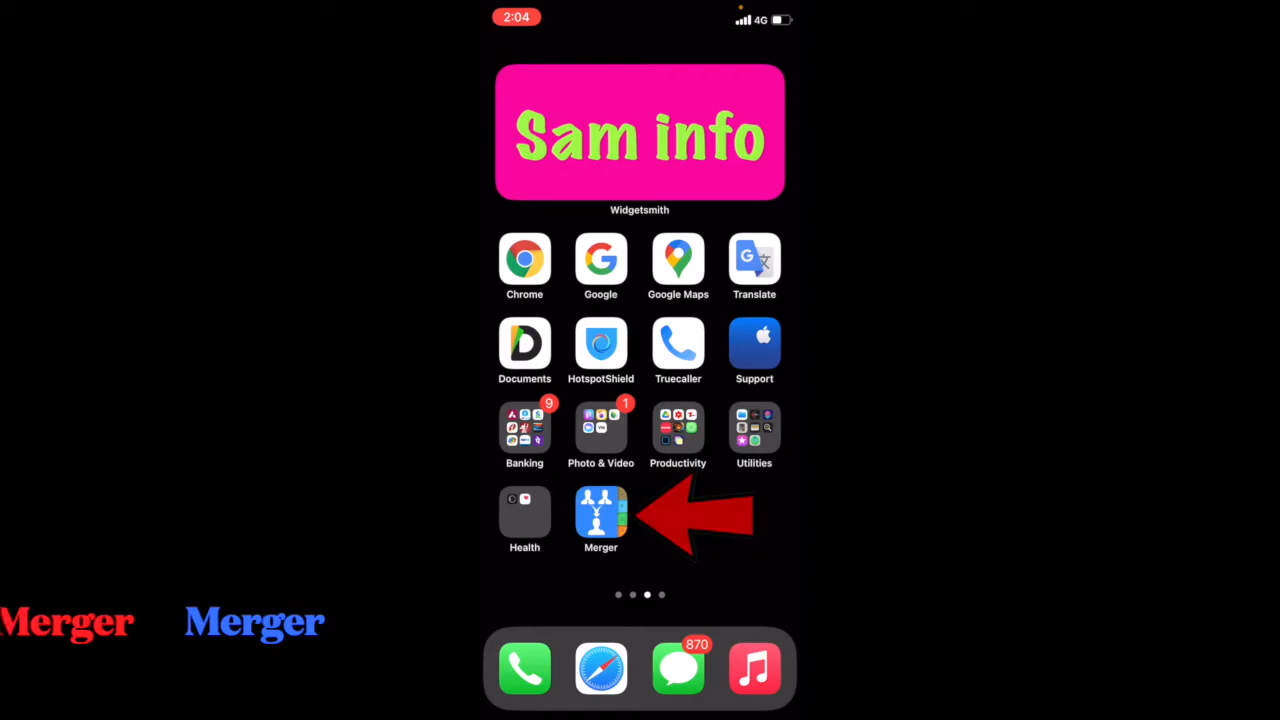 2:04
4G
Sam info
Widgetsmith
Chrome Google Google Maps Translate
Documents HotspotShield Truecaller Support
9 1
Banking Photo & Video Productivity Utilities
Health Merger
Merger Merger
870